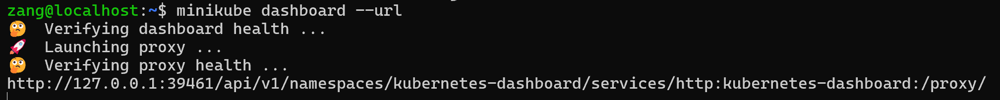 zang@localhost:~$ minikube dashboard --url
🤔  Verifying dashboard health ...
🚀  Launching proxy ...
🤔  Verifying proxy health ...
http://127.0.0.1:39461/api/v1/namespaces/kubernetes-dashboard/services/http:kubernetes-dashboard:/proxy/